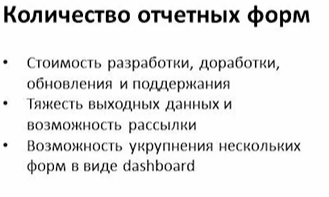 Количество отчетных форм
• Стоимость разработки, доработки,
обновления и поддержания
• Тяжесть выходных данных и
возможность рассылки
• Возможность укрупнения нескольких
форм в виде dashboard